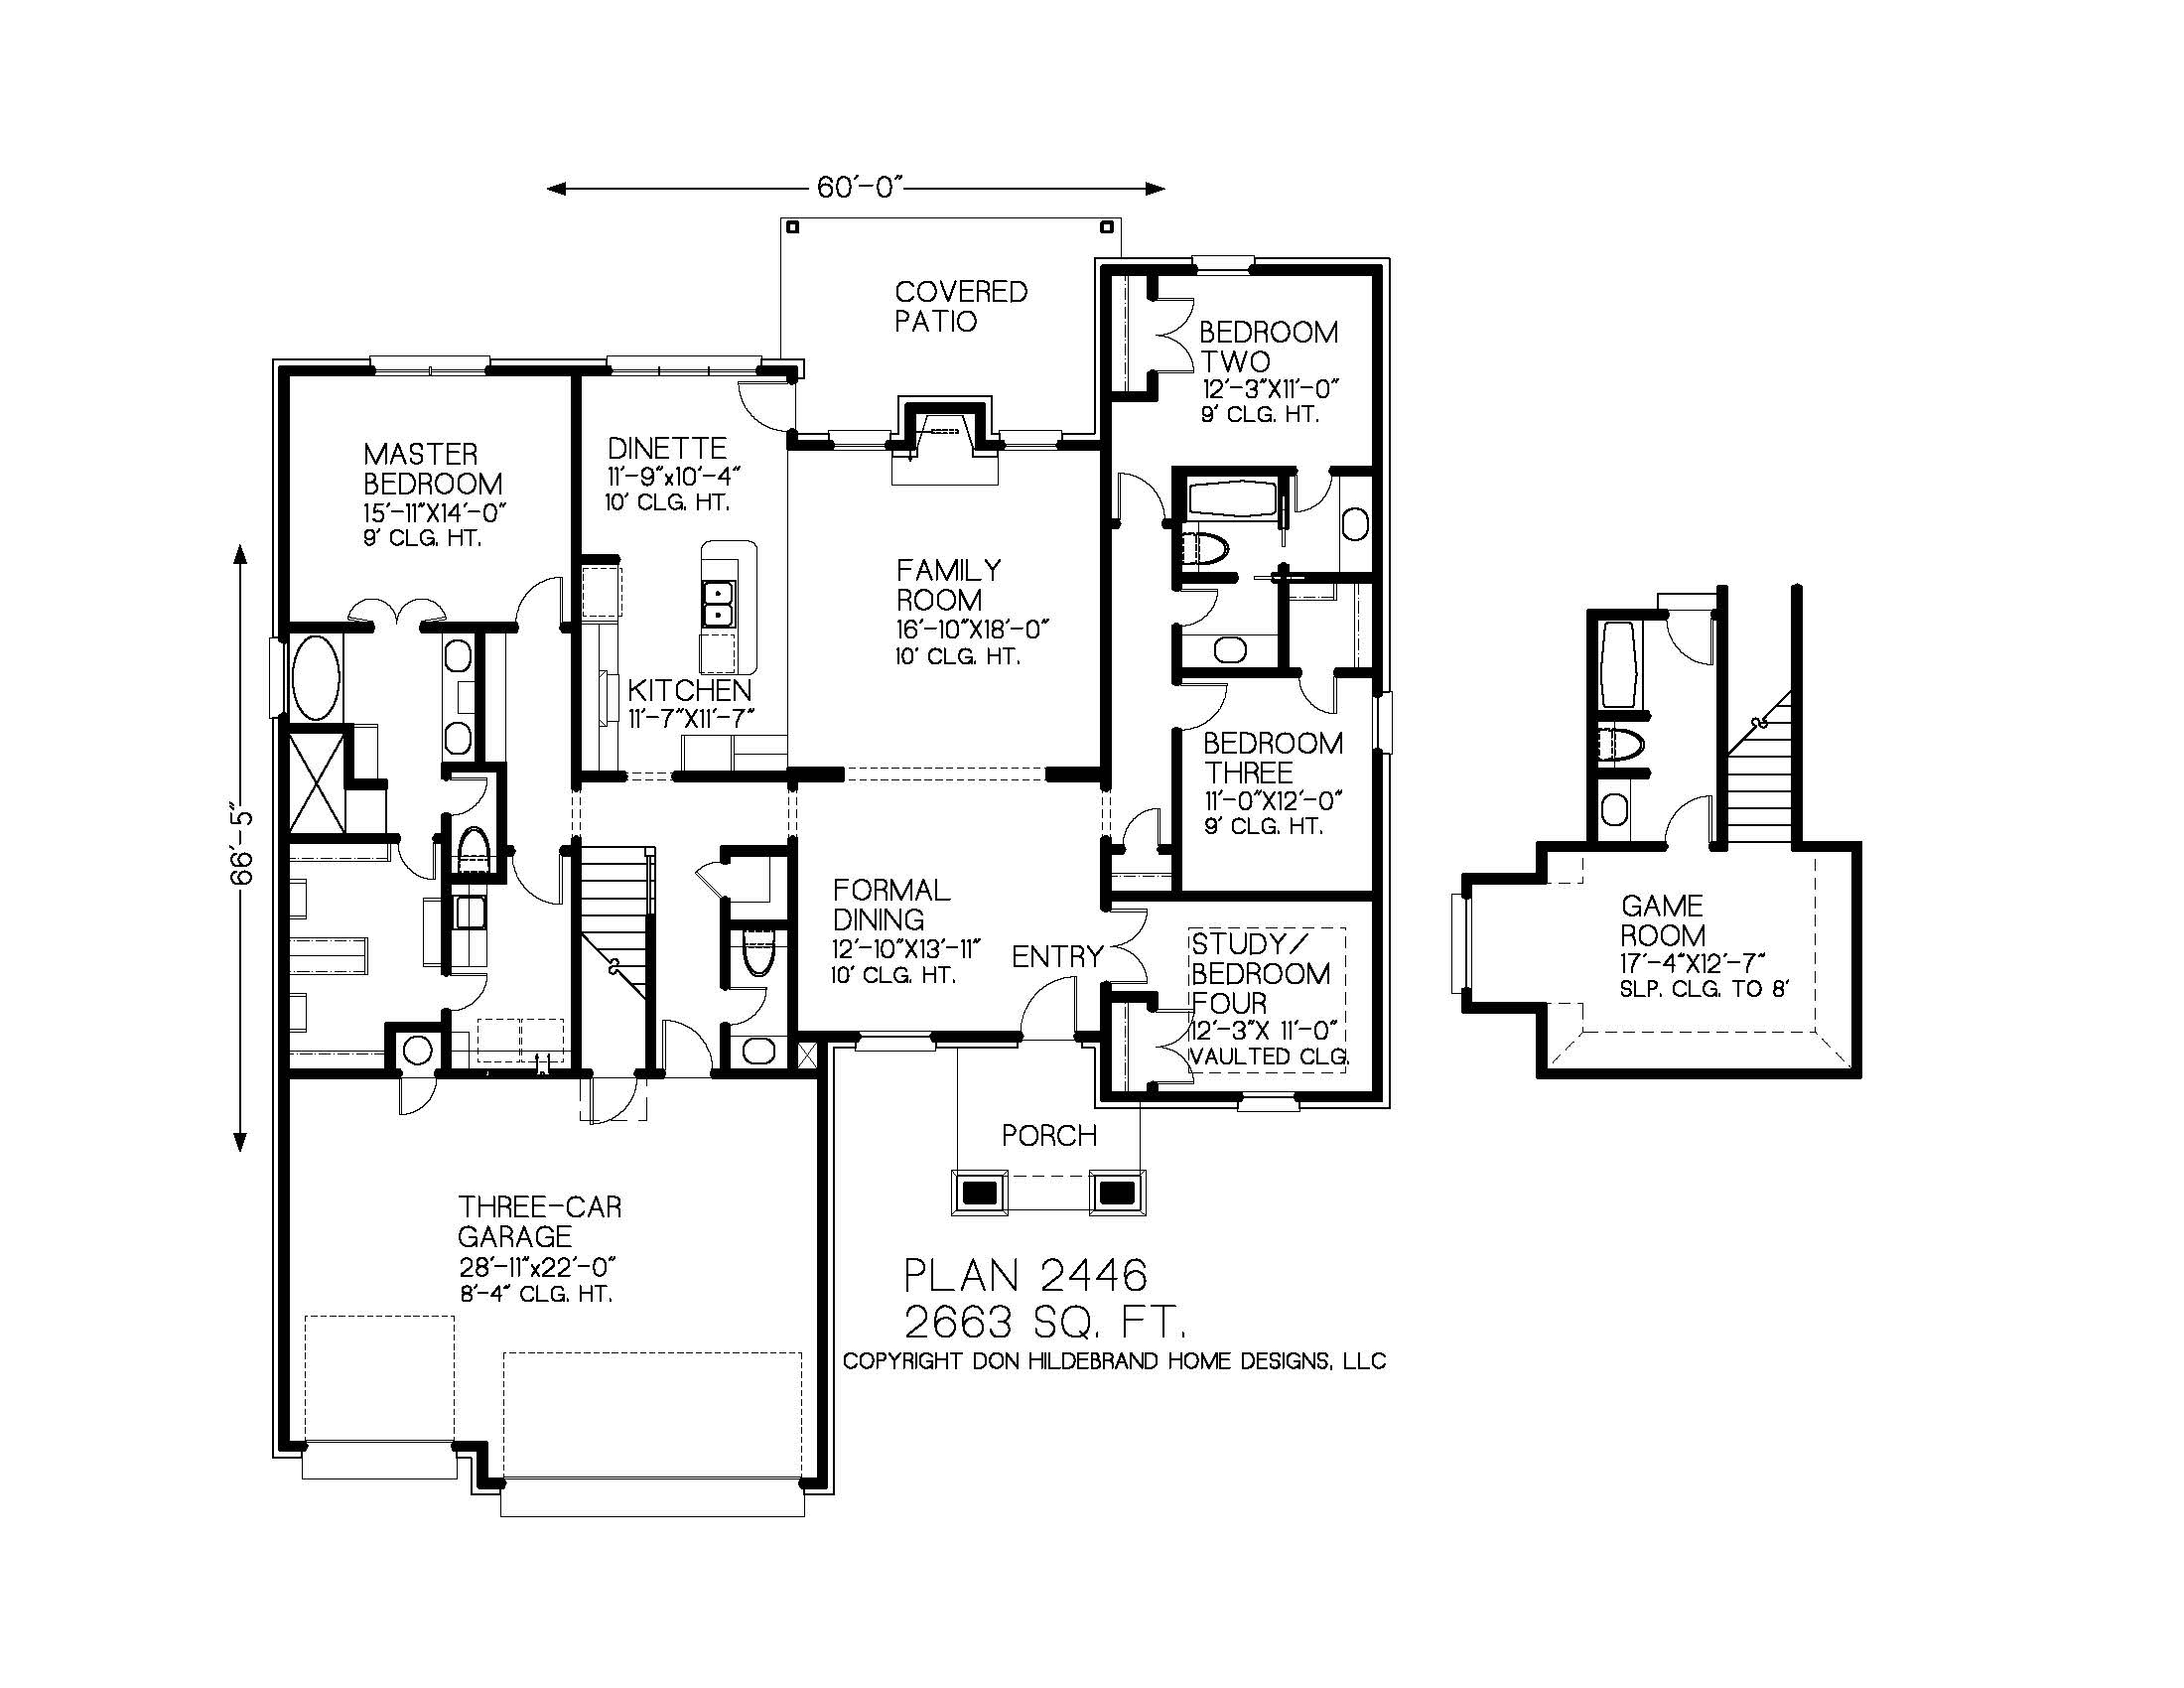 60'-0"
COVERED
PATIO
BEDROOM
TWO
12'-3"X11'-0"
9' CLG. HT.
MASTER
BEDROOM
15'-11"X14'-0"
9' CLG. HT.
DINETTE
11'-9"x10'-4"
10' CLG. HT.
FAMILY
ROOM
16'-10"X18'-0"
10' CLG. HT.
KITCHEN
11'-7"X11'-7"
BEDROOM
THREE
11'-0"X12'-0"
9' CLG. HT.
66'-5"
FORMAL
DINING
12'-10"X13'-11"
10' CLG. HT.
ENTRY
STUDY/
BEDROOM
FOUR
12'-3"X 11'-0"
VAULTED CLG.
GAME
ROOM
17'-4"X12'-7"
SLP. CLG. TO 8'
PORCH
THREE-CAR
GARAGE
28'-11"x22'-0"
8'-4" CLG. HT.
PLAN 2446
2663 SQ. FT.
COPYRIGHT DON HILDEBRAND HOME DESIGNS, LLC